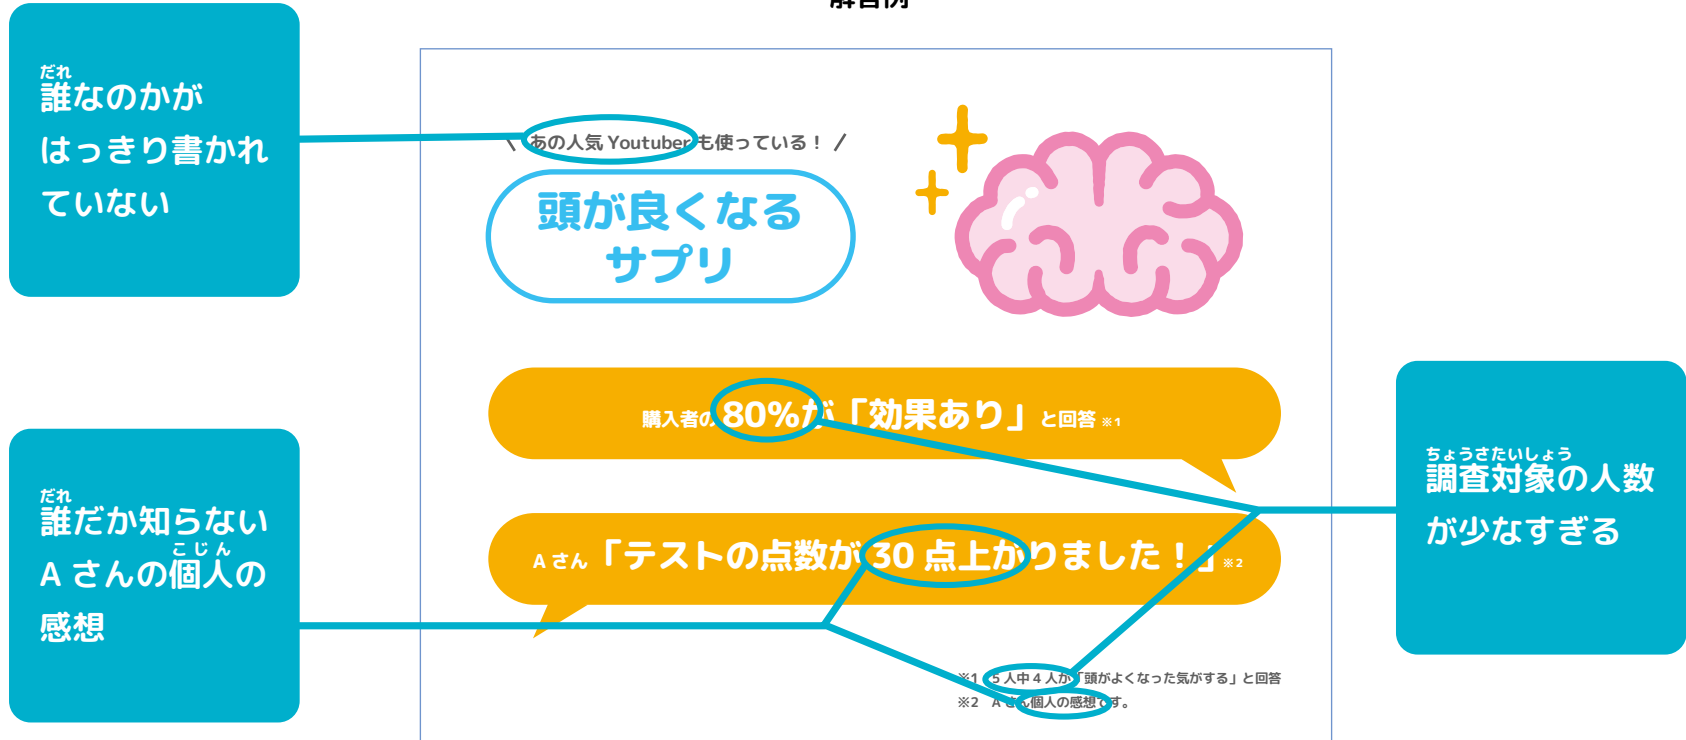 解答例
だれ
誰なのかが
はっきり書かれ
ていない
\ あの人気 Youtuber も使っている！ /
頭が良くなる
サプリ
購入者の 80%が「効果あり」と回答 ※1
だれ
誰だか知らない
こじん
A さんの個人の
感想
A さん「テストの点数が 30 点上がりました！」※2
ちょうさたいしょう
調査対象の人数
が少なすぎる
※1 5 人中 4 人が「頭がよくなった気がする」と回答
※2 A さん個人の感想です。